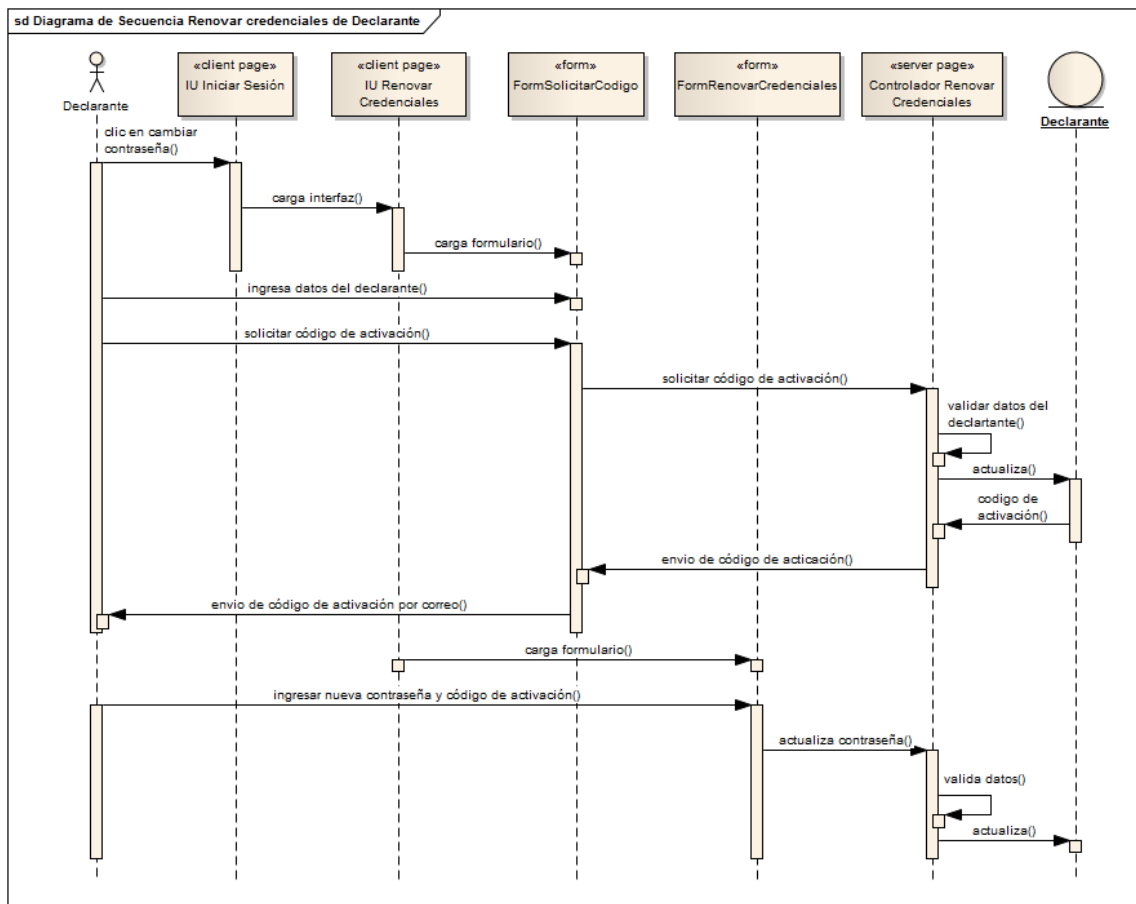 sd Diagrama de Secuencia Renovar credenciales de Declarante
Declarante
«client page»
IU Iniciar Sesión
«client page»
IU Renovar
Credenciales
«form»
FormSolicitarCodigo
«form»
FormRenovarCredenciales
«server page»
Controlador Renovar
Credenciales
Declarante
clic en cambiar
contraseña()
carga interfaz()
carga formulario()
ingresa datos del declarante()
solicitar código de activación()
solicitar código de activación()
validar datos del
declartante()
actualiza()
codigo de
activación()
envio de código de acticación()
envio de código de activación por correo()
carga formulario()
ingresar nueva contraseña y código de activación()
actualiza contraseña()
valida datos()
actualiza()